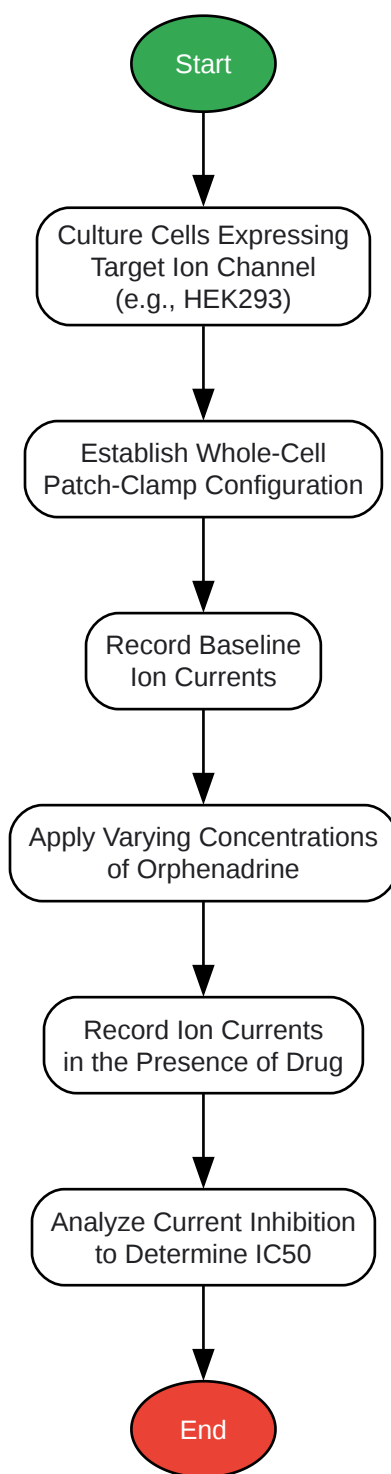 Start
Culture Cells Expressing
Target Ion Channel
(e.g., HEK293)
Establish Whole-Cell
Patch-Clamp Configuration
Record Baseline
Ion Currents
Apply Varying Concentrations
of Orphenadrine
Record Ion Currents
in the Presence of Drug
Analyze Current Inhibition
to Determine IC50
End